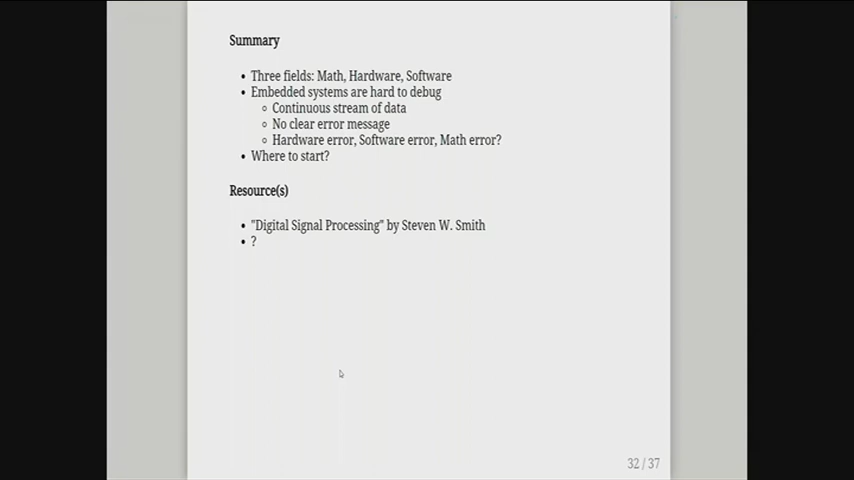 Summary
• Three fields: Math, Hardware, Software
• Embedded systems are hard to debug
◦ Continuous stream of data
◦ No clear error message
◦ Hardware error, Software error, Math error?
• Where to start?
Resource(s)
• "Digital Signal Processing" by Steven W. Smith
• ?
32 / 37